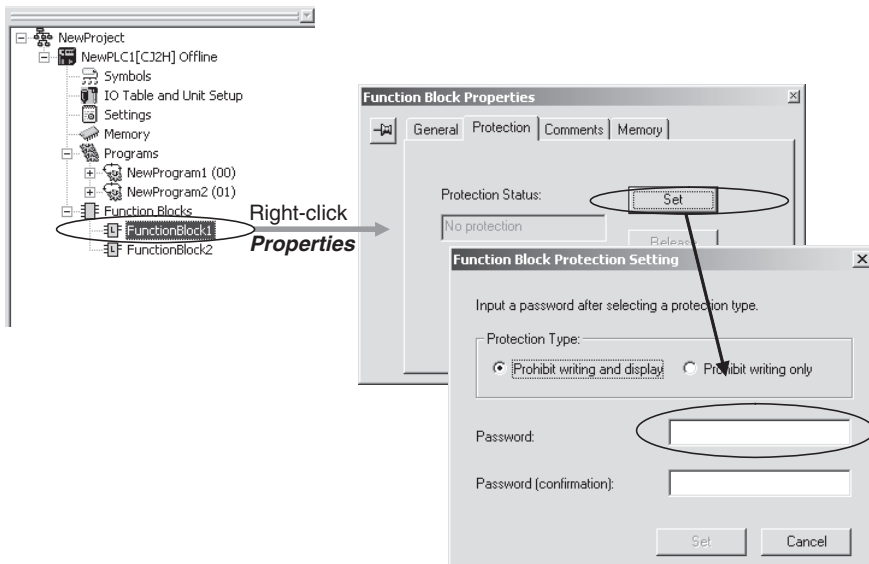 NewProject
NewPLC1[CJ2H] Offline
Symbols
IO Table and Unit Setup
Settings
Memory
Programs
NewProgram1 (00)
NewProgram2 (01)
Function Blocks
FunctionBlock1
FunctionBlock2
Right-click
Properties
Function Block Properties
General Protection Comments Memory
Protection Status:
Set
No protection
Release
Function Block Protection Setting
Input a password after selecting a protection type.
Protection Type:
Prohibit writing and display Prohibit writing only
Password:
Password (confirmation):
Set Cancel